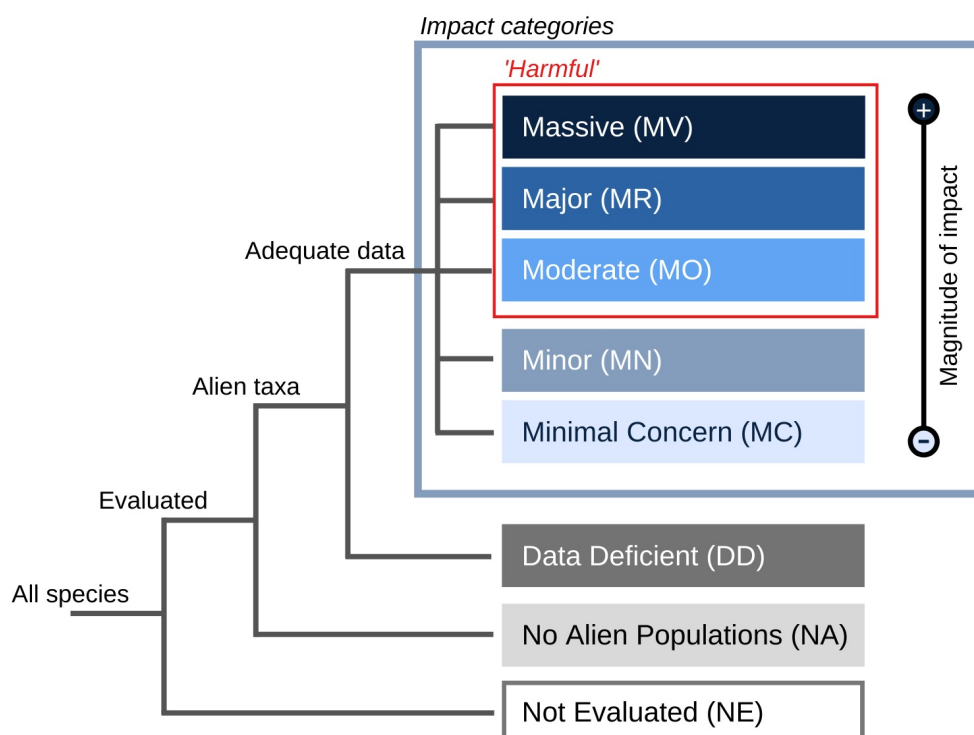 Impact categories
'Harmful'
Massive (MV)
Major (MR)
Moderate (MO)
Minor (MN)
Minimal Concern (MC)
+
Magnitude of impact
-
Adequate data
Alien taxa
Evaluated
All species
Data Deficient (DD)
No Alien Populations (NA)
Not Evaluated (NE)